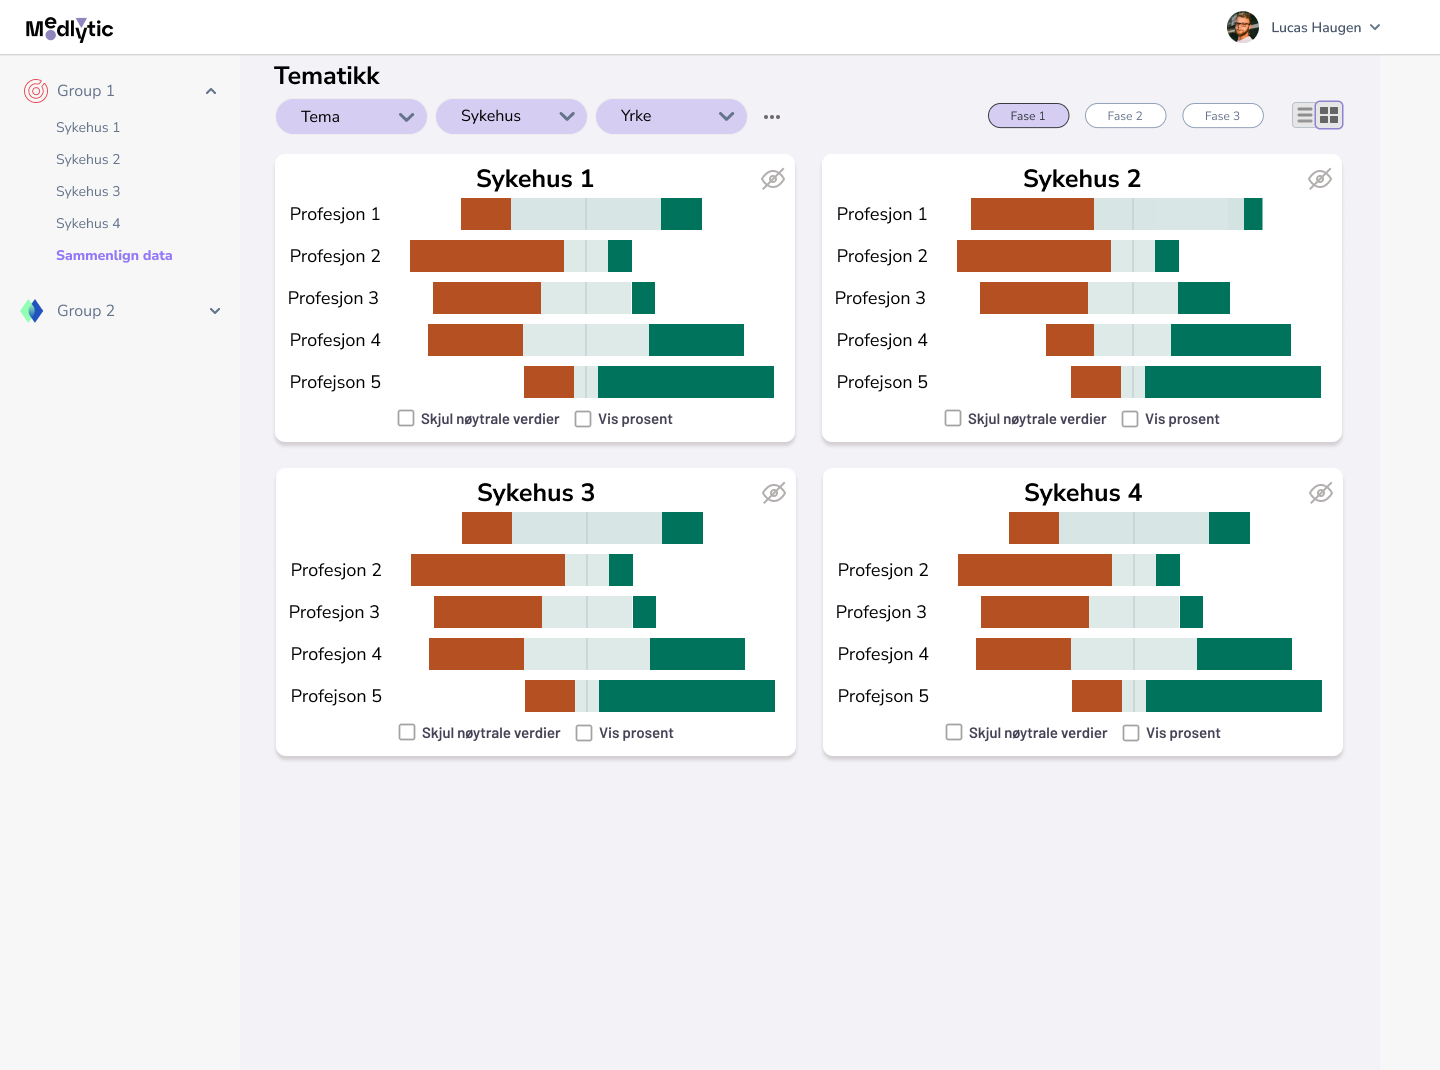 Medlytic
Lucas Haugen
Group 1
Sykehus 1
Sykehus 2
Sykehus 3
Sykehus 4
Sammenlign data
Group 2
Tematikk
Tema
Sykehus
Yrke
Fase 1
Fase 2
Fase 3
Sykehus 1
Profesjon 1
Profesjon 2
Profesjon 3
Profesjon 4
Profejson 5
Skjul nøytrale verdier
Vis prosent
Sykehus 2
Profesjon 1
Profesjon 2
Profesjon 3
Profesjon 4
Profejson 5
Skjul nøytrale verdier
Vis prosent
Sykehus 3
Profesjon 2
Profesjon 3
Profesjon 4
Profejson 5
Skjul nøytrale verdier
Vis prosent
Sykehus 4
Profesjon 2
Profesjon 3
Profesjon 4
Profejson 5
Skjul nøytrale verdier
Vis prosent